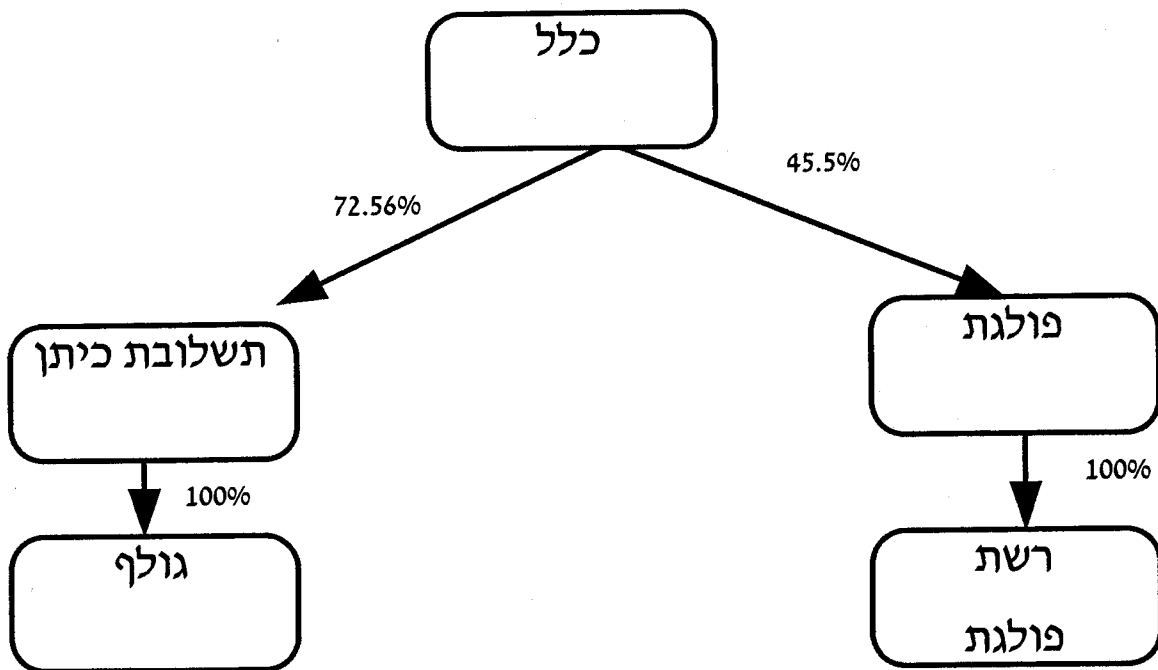 כלל
45.5%
72.56%
פולגת
תשלובת כיתן
100%
100%
גולף
רשת
פולגת